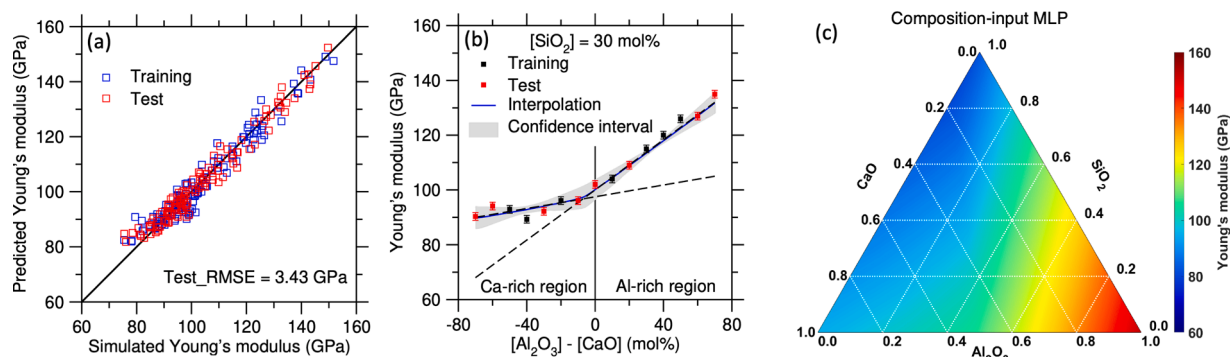 (a)
Predicted Young's modulus (GPa)
160
140
120
100
80
60
Training
Test
Test_RMSE = 3.43 GPa
60 80 100 120 140 160
Simulated Young's modulus (GPa)
(b)
Young's modulus (GPa)
160
140
120
100
80
60
[SiO2] = 30 mol%
Training
Test
Interpolation
Confidence interval
Ca-rich region
Al-rich region
-80 -40 0 40 80
[Al2O3] - [CaO] (mol%)
(c)
Composition-input MLP
0.0 1.0
0.2 0.8
0.4 0.6
0.6 0.4
0.8 0.2
1.0 0.0
CaO
SiO2
0.0 0.2 0.4 0.6 0.8 1.0
Al2O3
160
140
120
100
80
60
Young's modulus (GPa)